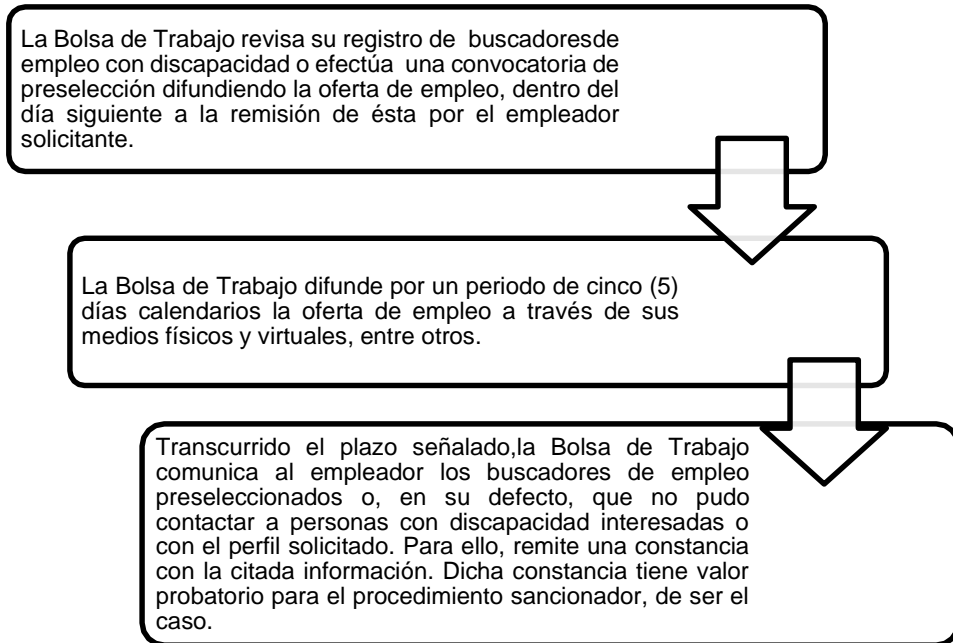 La Bolsa de Trabajo revisa su registro de buscadoresde
empleo con discapacidad o efectúa una convocatoria de
preselección difundiendo la oferta de empleo, dentro del
día siguiente a la remisión de ésta por el empleador
solicitante.
La Bolsa de Trabajo difunde por un periodo de cinco (5)
días calendarios la oferta de empleo a través de sus
medios físicos y virtuales, entre otros.
Transcurrido el plazo señalado,la Bolsa de Trabajo
comunica al empleador los buscadores de empleo
preseleccionados o, en su defecto, que no pudo
contactar a personas con discapacidad interesadas o
con el perfil solicitado. Para ello, remite una constancia
con la citada información. Dicha constancia tiene valor
probatorio para el procedimiento sancionador, de ser el
caso.